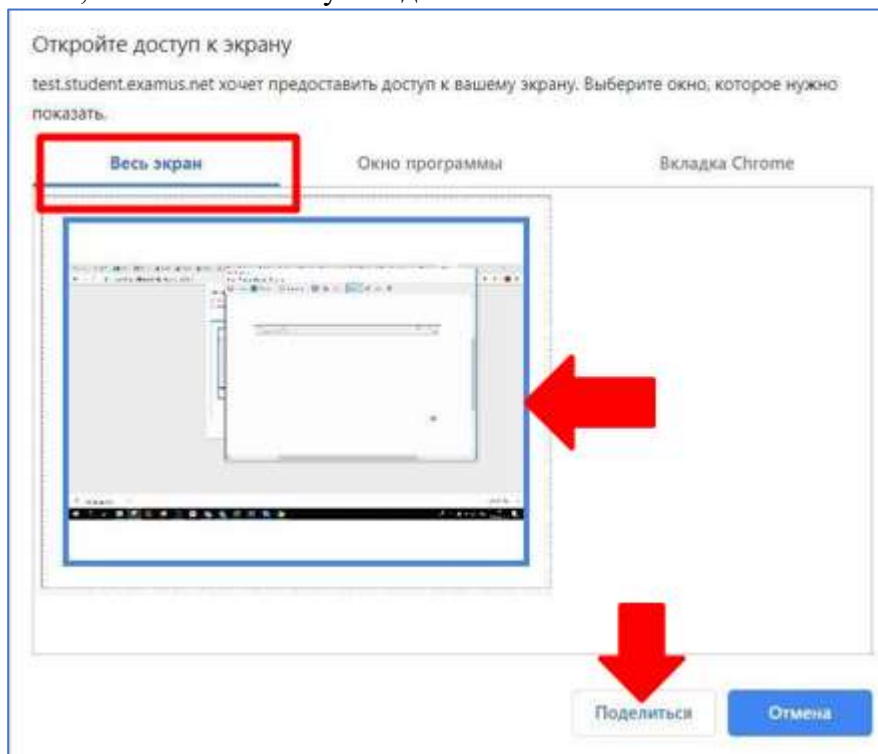 Откройте доступ к экрану
test.student.examus.net хочет предоставить доступ к вашему экрану. Выберите окно, которое нужно
показать.
Весь экран Окно программы Вкладка Chrome
Поделиться Отмена